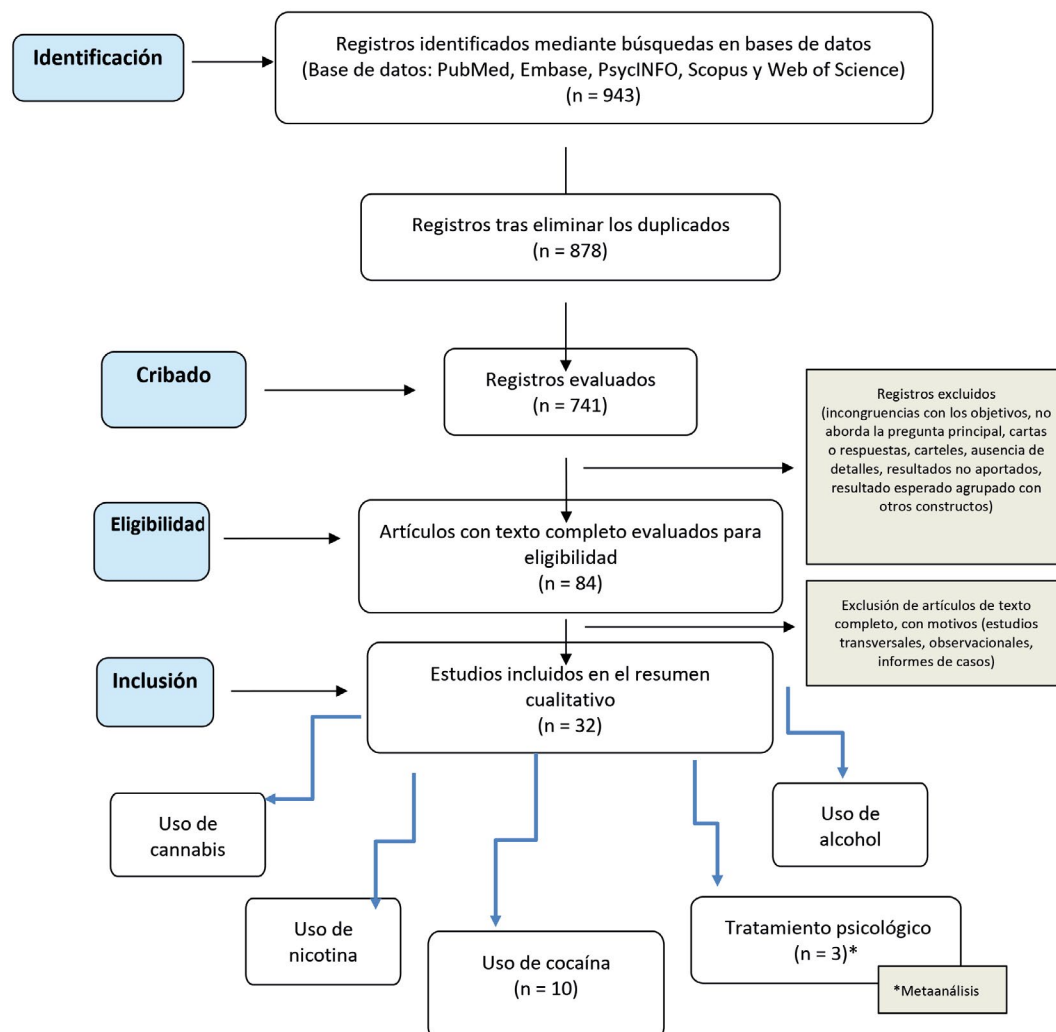 Identificación
Registros identificados mediante búsquedas en bases de datos
(Base de datos: PubMed, Embase, PsycINFO, Scopus y Web of Science)
(n = 943)
Registros tras eliminar los duplicados
(n = 878)
Cribado
Registros evaluados
(n = 741)
Registros excluidos
(incongruencias con los objetivos, no
aborda la pregunta principal, cartas
o respuestas, carteles, ausencia de
detalles, resultados no aportados,
resultado esperado agrupado con
otros constructos)
Eligibilidad
Artículos con texto completo evaluados para
eligibilidad
(n = 84)
Exclusión de artículos de texto
completo, con motivos (estudios
transversales, observacionales,
informes de casos)
Inclusión
Estudios incluidos en el resumen
cualitativo
(n = 32)
Uso de
cannabis
Uso de
nicotina
Uso de cocaína
(n = 10)
Tratamiento psicológico
(n = 3)*
*Metaanálisis
Uso de
alcohol